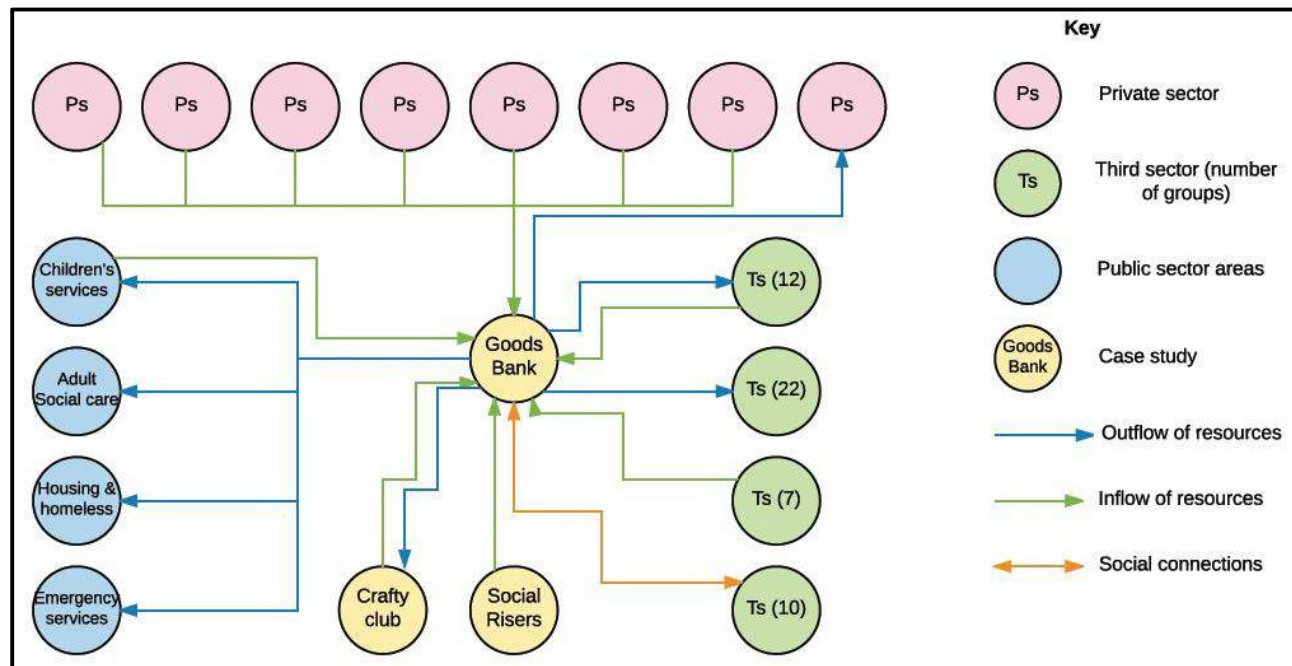 Key
Ps
Ps
Ps
Ps
Ps
Ps
Ps
Ps
Ps
Private sector
Ts
Third sector (number
of groups)
Children's
services
Ts (12)
Public sector areas
Goods
Bank
Goods
Bank
Case study
Adult
Social care
Ts (22)
Outflow of resources
Housing &
homeless
Ts (7)
Inflow of resources
Social connections
Emergency
services
Crafty
club
Social
Risers
Ts (10)